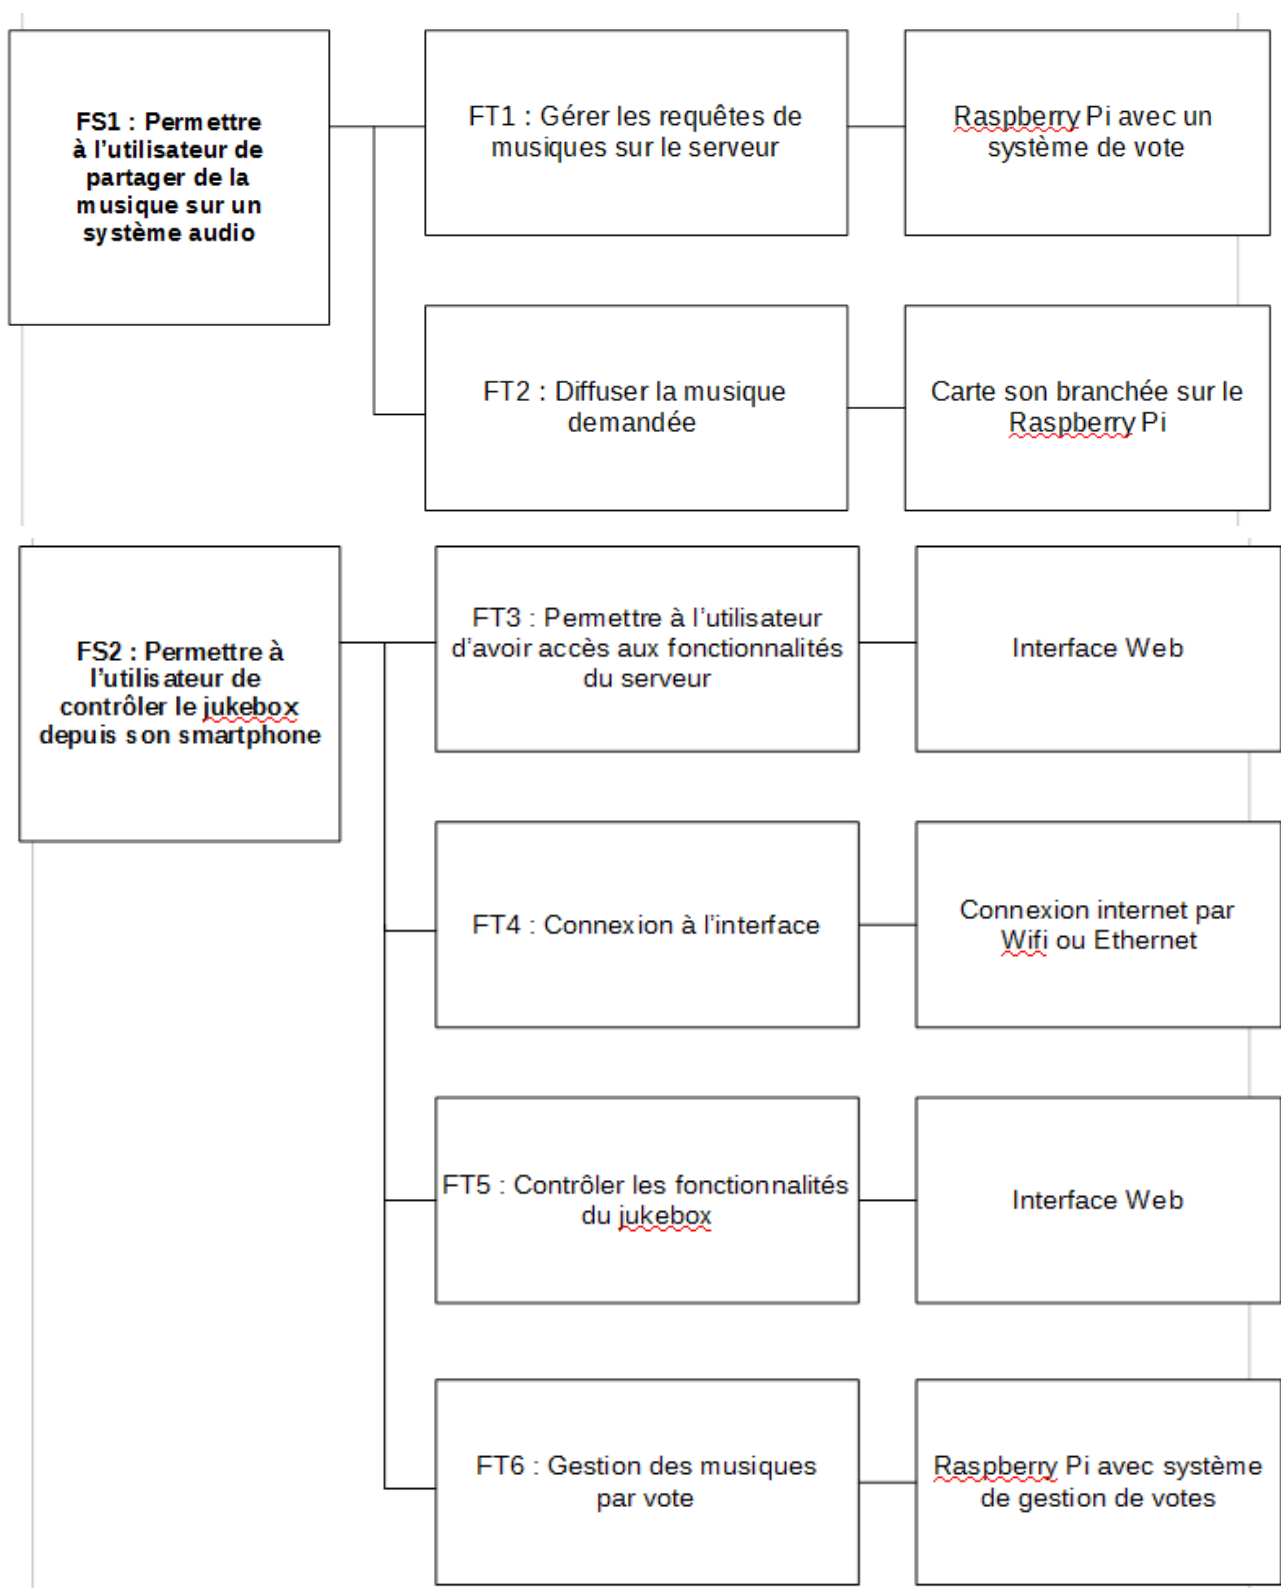 FS1 : Permettre
à l’utilisateur de
partager de la
musique sur un
système audio
FT1 : Gérer les requêtes de
musiques sur le serveur
Raspberry Pi avec un
système de vote
FT2 : Diffuser la musique
demandée
Carte son branchée sur le
Raspberry Pi
FS2 : Permettre à
l’utilisateur de
contrôler le jukebox
depuis son smartphone
FT3 : Permettre à l’utilisateur
d’avoir accès aux fonctionnalités
du serveur
Interface Web
FT4 : Connexion à l’interface
Connexion internet par
Wifi ou Ethernet
FT5 : Contrôler les fonctionnalités
du jukebox
Interface Web
FT6 : Gestion des musiques
par vote
Raspberry Pi avec système
de gestion de votes